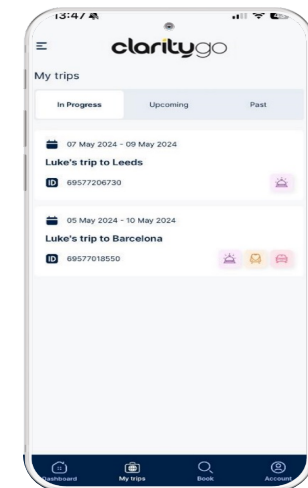 13:47
claritygo
My trips
In Progress Upcoming Past
07 May 2024 - 09 May 2024
Luke's trip to Leeds
ID 69577206730
05 May 2024 - 10 May 2024
Luke's trip to Barcelona
ID 69577018550
Dashboard My trips Book Account